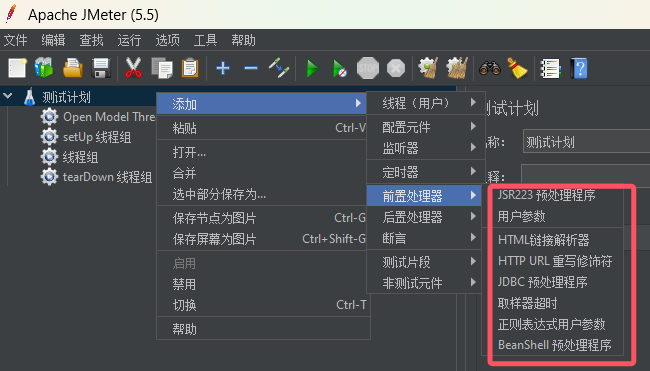 Apache JMeter (5.5)
文件 编辑 查找 运行 选项 工具 帮助
测试计划
Open Model Thre
setUp 线程组
线程组
tearDown 线程组
添加
粘贴 Ctrl-V
打开...
合并
选中部分保存为...
保存节点为图片 Ctrl-G
保存屏幕为图片 Ctrl+Shift-G
启用
禁用
切换 Ctrl-T
帮助
线程（用户）
配置元件
监听器
定时器
前置处理器
后置处理器
断言
测试片段
非测试元件
JSR223 预处理程序
用户参数
HTML链接解析器
HTTP URL 重写修饰符
JDBC 预处理程序
取样器超时
正则表达式用户参数
BeanShell 预处理程序
测试计划
名称: 测试计划
注释: